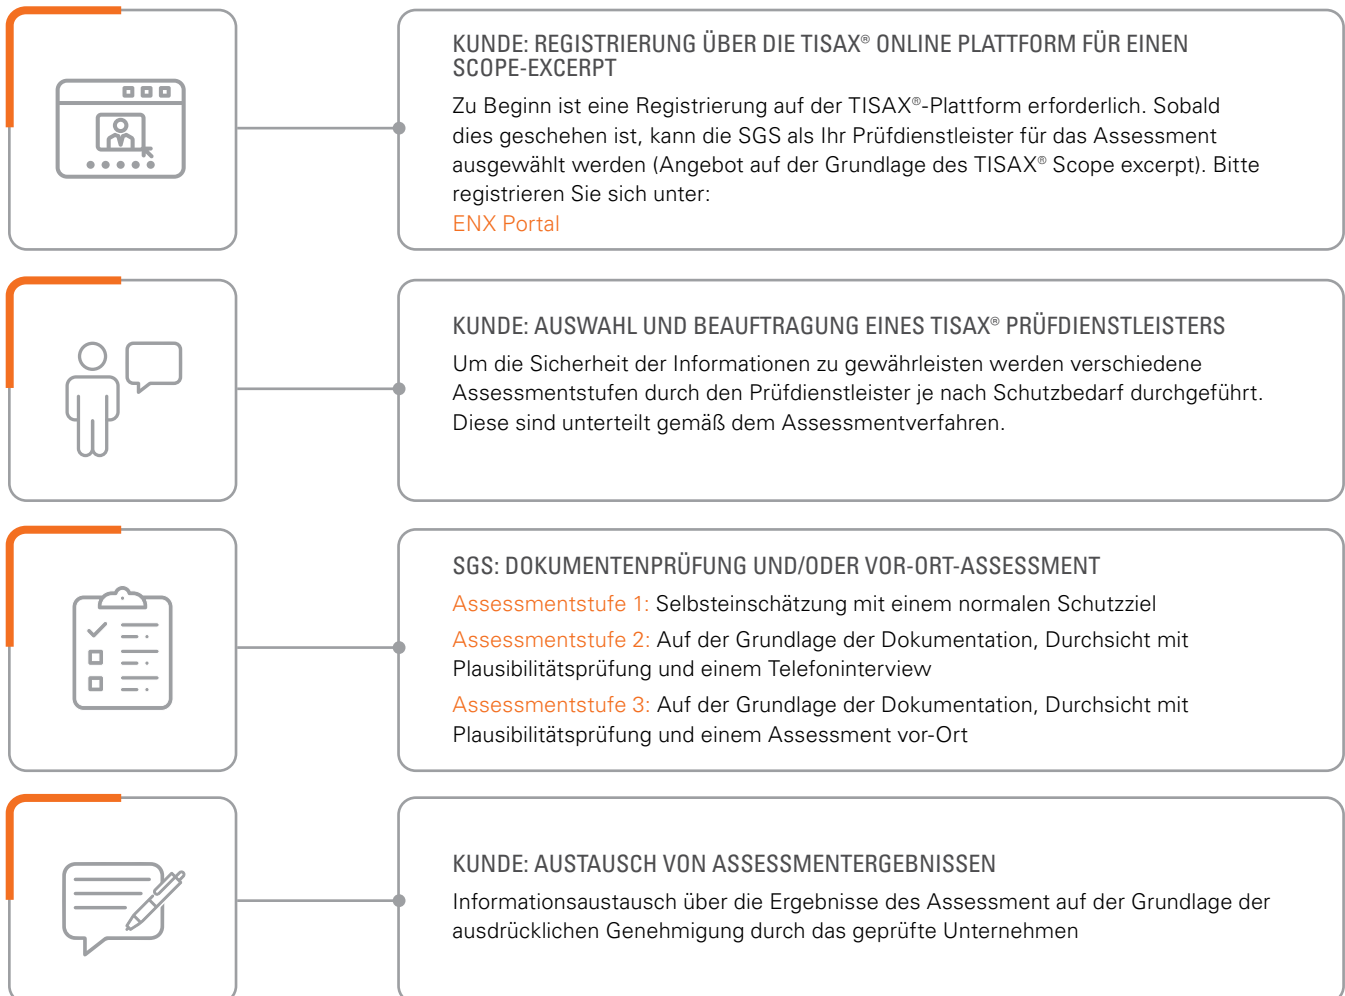 KUNDE: REGISTRIERUNG ÜBER DIE TISAX® ONLINE PLATTFORM FÜR EINEN
SCOPE-EXCERPT
Zu Beginn ist eine Registrierung auf der TISAX®-Plattform erforderlich. Sobald
dies geschehen ist, kann die SGS als Ihr Prüfdienstleister für das Assessment
ausgewählt werden (Angebot auf der Grundlage des TISAX® Scope excerpt). Bitte
registrieren Sie sich unter:
ENX Portal
KUNDE: AUSWAHL UND BEAUFTRAGUNG EINES TISAX® PRÜFDIENSTLEISTERS
Um die Sicherheit der Informationen zu gewährleisten werden verschiedene
Assessmentstufen durch den Prüfdienstleister je nach Schutzbedarf durchgeführt.
Diese sind unterteilt gemäß dem Assessmentverfahren.
SGS: DOKUMENTENPRÜFUNG UND/ODER VOR-ORT-ASSESSMENT
Assessmentstufe 1: Selbsteinschätzung mit einem normalen Schutzziel
Assessmentstufe 2: Auf der Grundlage der Dokumentation, Durchsicht mit
Plausibilitätsprüfung und einem Telefoninterview
Assessmentstufe 3: Auf der Grundlage der Dokumentation, Durchsicht mit
Plausibilitätsprüfung und einem Assessment vor-Ort
KUNDE: AUSTAUSCH VON ASSESSMENTERGEBNISSEN
Informationsaustausch über die Ergebnisse des Assessment auf der Grundlage der
ausdrücklichen Genehmigung durch das geprüfte Unternehmen